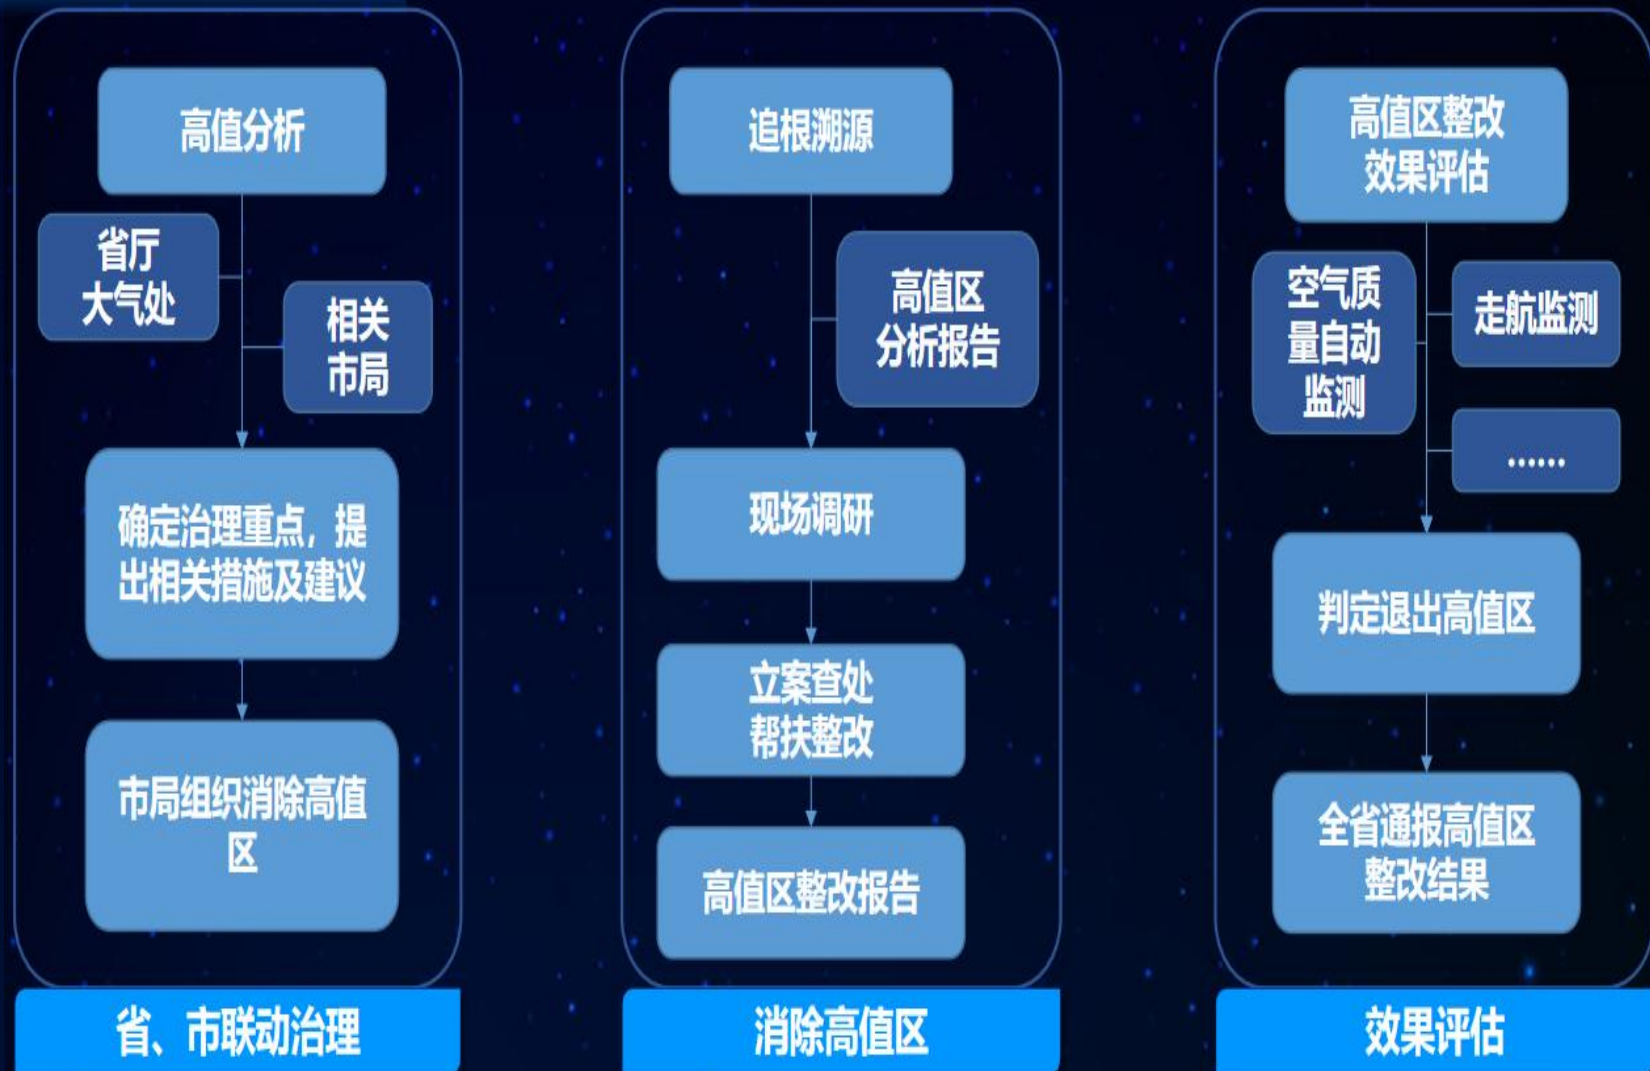 高值分析
省厅
大气处
相关
市局
确定治理重点，提
出相关措施及建议
市局组织消除高值
区
省、市联动治理
追根溯源
高值区
分析报告
现场调研
立案查处
帮扶整改
高值区整改报告
消除高值区
高值区整改
效果评估
空气质
量自动
监测
走航监测
……
判定退出高值区
全省通报高值区
整改结果
效果评估